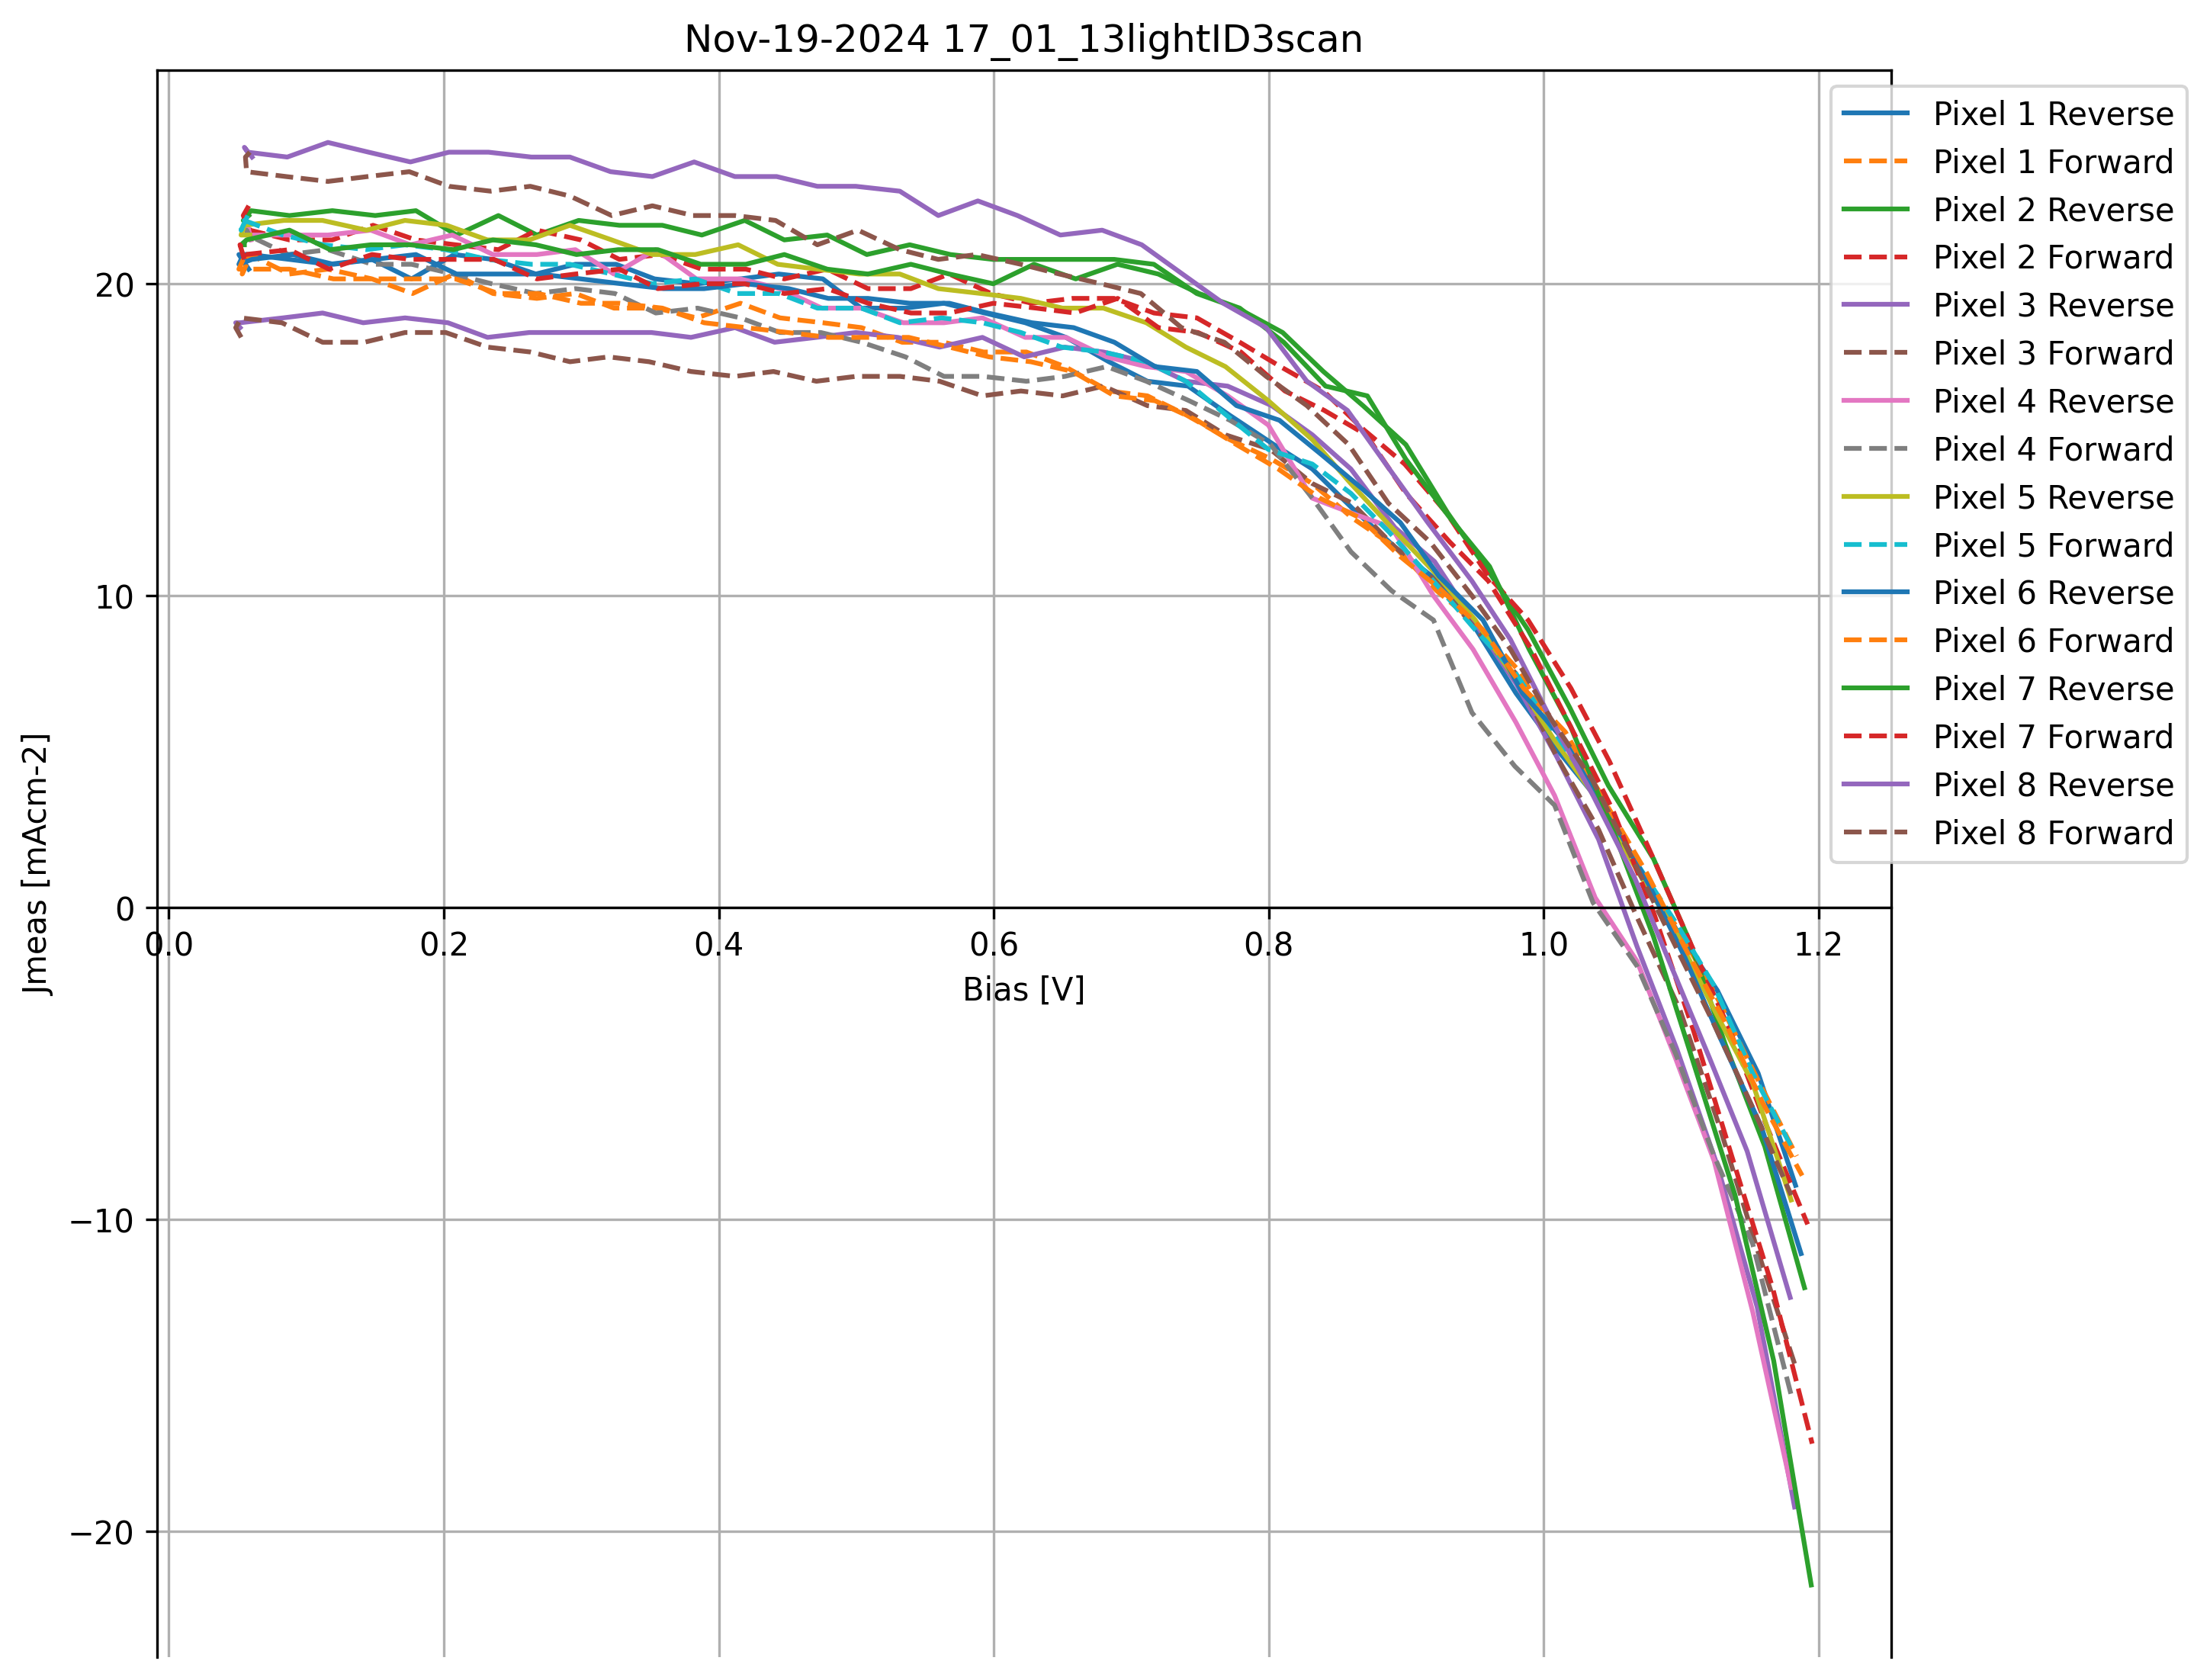 Nov-19-2024 17_01_13lightID3scan
Jmeas [mAcm-2]
20
10
0
−10
−20
0.0 0.2 0.4 0.6 0.8 1.0 1.2
Bias [V]
Pixel 1 Reverse
Pixel 1 Forward
Pixel 2 Reverse
Pixel 2 Forward
Pixel 3 Reverse
Pixel 3 Forward
Pixel 4 Reverse
Pixel 4 Forward
Pixel 5 Reverse
Pixel 5 Forward
Pixel 6 Reverse
Pixel 6 Forward
Pixel 7 Reverse
Pixel 7 Forward
Pixel 8 Reverse
Pixel 8 Forward